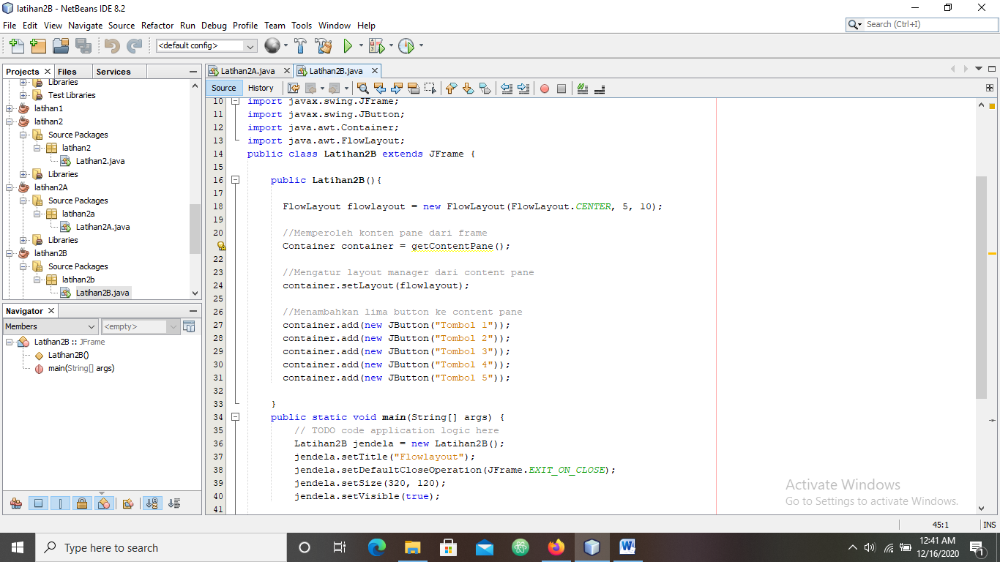 latihan2B - NetBeans IDE 8.2
File Edit View Navigate Source Refactor Run Debug Profile Team Tools Window Help
Search (Ctrl+I)
<default config>
Projects Files Services
Libraries
Test Libraries
latihan1
latihan2
Source Packages
latihan2
Latihan2.java
Libraries
latihan2A
Source Packages
latihan2a
Latihan2A.java
Libraries
latihan2B
Source Packages
latihan2b
Latihan2B.java
Navigator
Members <empty>
Latihan2B :: JFrame
Latihan2B()
main(String[] args)
Latihan2A.java Latihan2B.java
Source History
10 import javax.swing.JFrame;
11 import javax.swing.JButton;
12 import java.awt.Container;
13 import java.awt.FlowLayout;
14 public class Latihan2B extends JFrame {
15
16 public Latihan2B(){
17
18 FlowLayout flowlayout = new FlowLayout(FlowLayout.CENTER, 5, 10);
19
20 //Memperoleh konten pane dari frame
Container container = getContentPane();
22
23 //Mengatur layout manager dari content pane
24 container.setLayout(flowlayout);
25
26 //Menambahkan lima button ke content pane
27 container.add(new JButton("Tombol 1"));
28 container.add(new JButton("Tombol 2"));
29 container.add(new JButton("Tombol 3"));
30 container.add(new JButton("Tombol 4"));
31 container.add(new JButton("Tombol 5"));
32
33 }
34 public static void main(String[] args) {
35 // TODO code application logic here
36 Latihan2B jendela = new Latihan2B();
37 jendela.setTitle("Flowlayout");
38 jendela.setDefaultCloseOperation(JFrame.EXIT_ON_CLOSE);
39 jendela.setSize(320, 120);
40 jendela.setVisible(true);
41
Activate Windows
Go to Settings to activate Windows.
45:1 INS
Type here to search
12:41 AM
12/16/2020
1